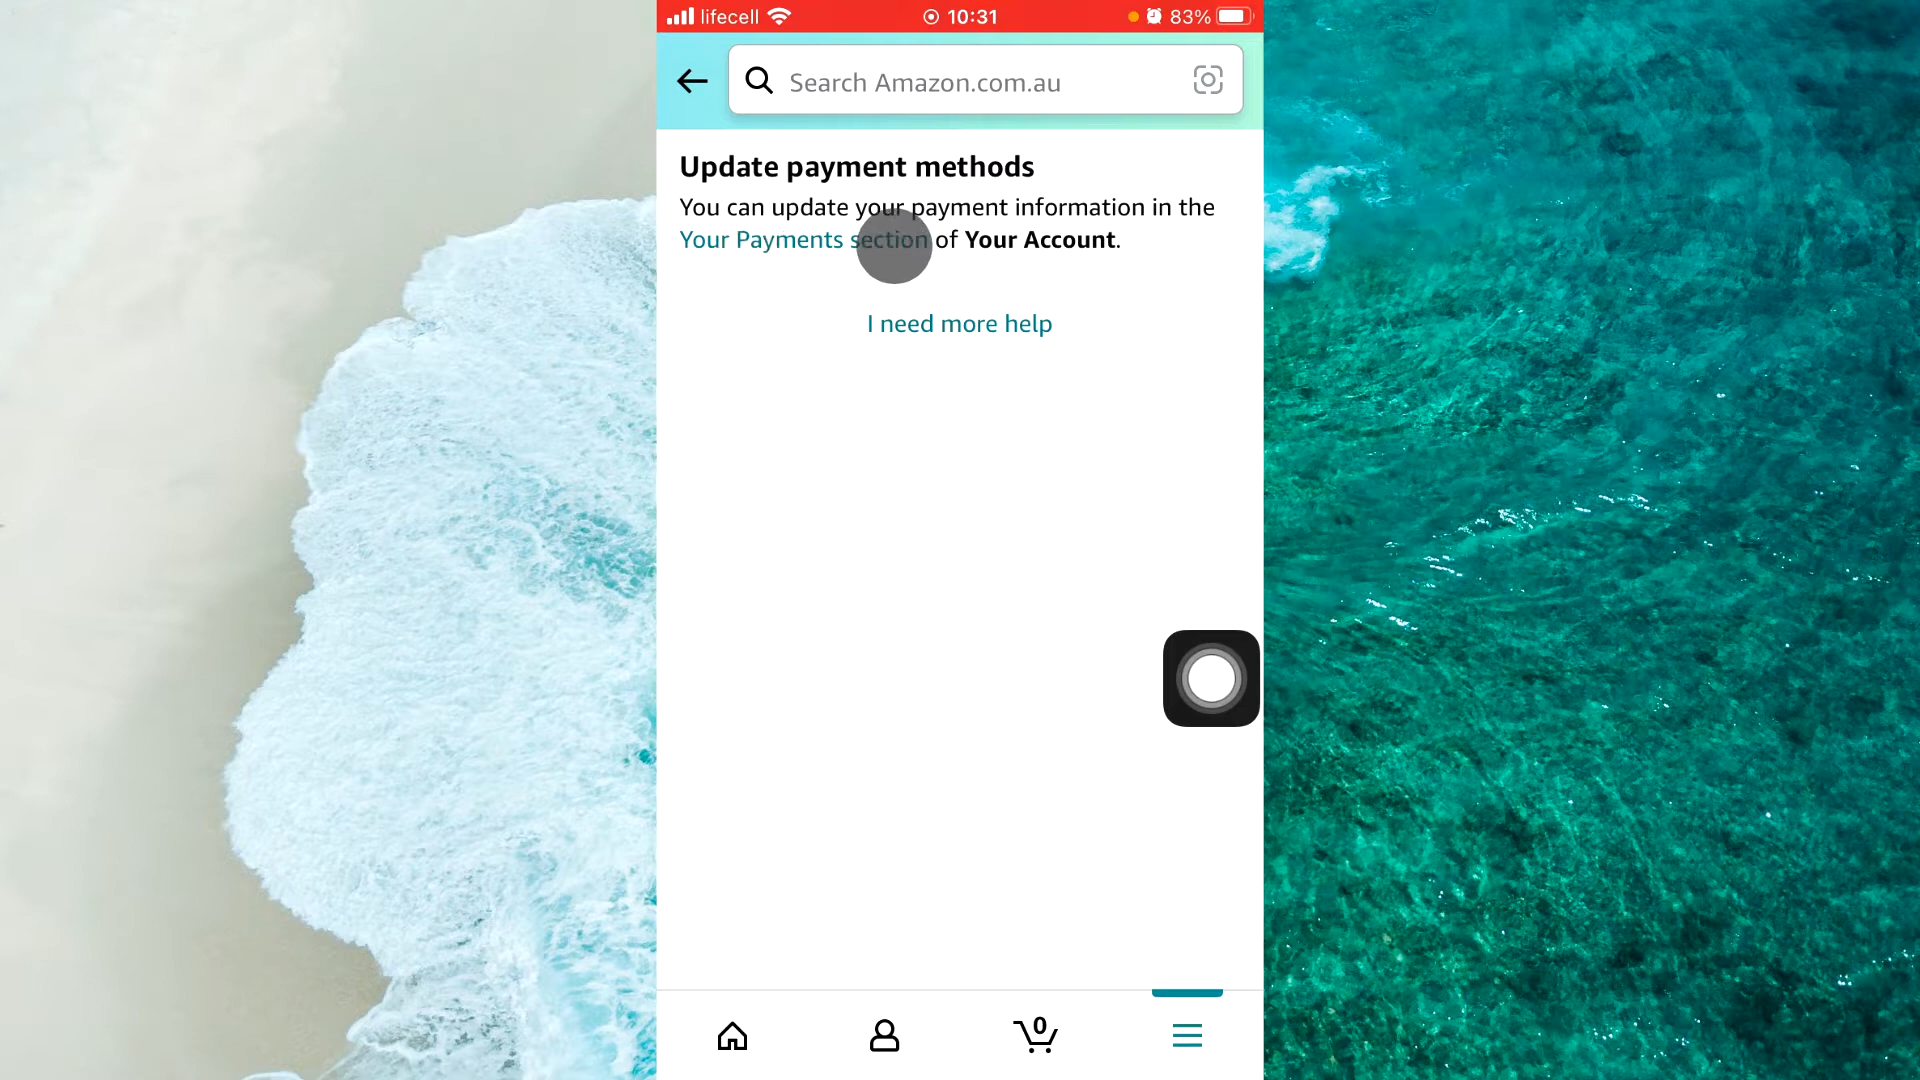 lifecell 10:31 83%
Search Amazon.com.au
Update payment methods
You can update your payment information in the
Your Payments section of Your Account.
I need more help
0